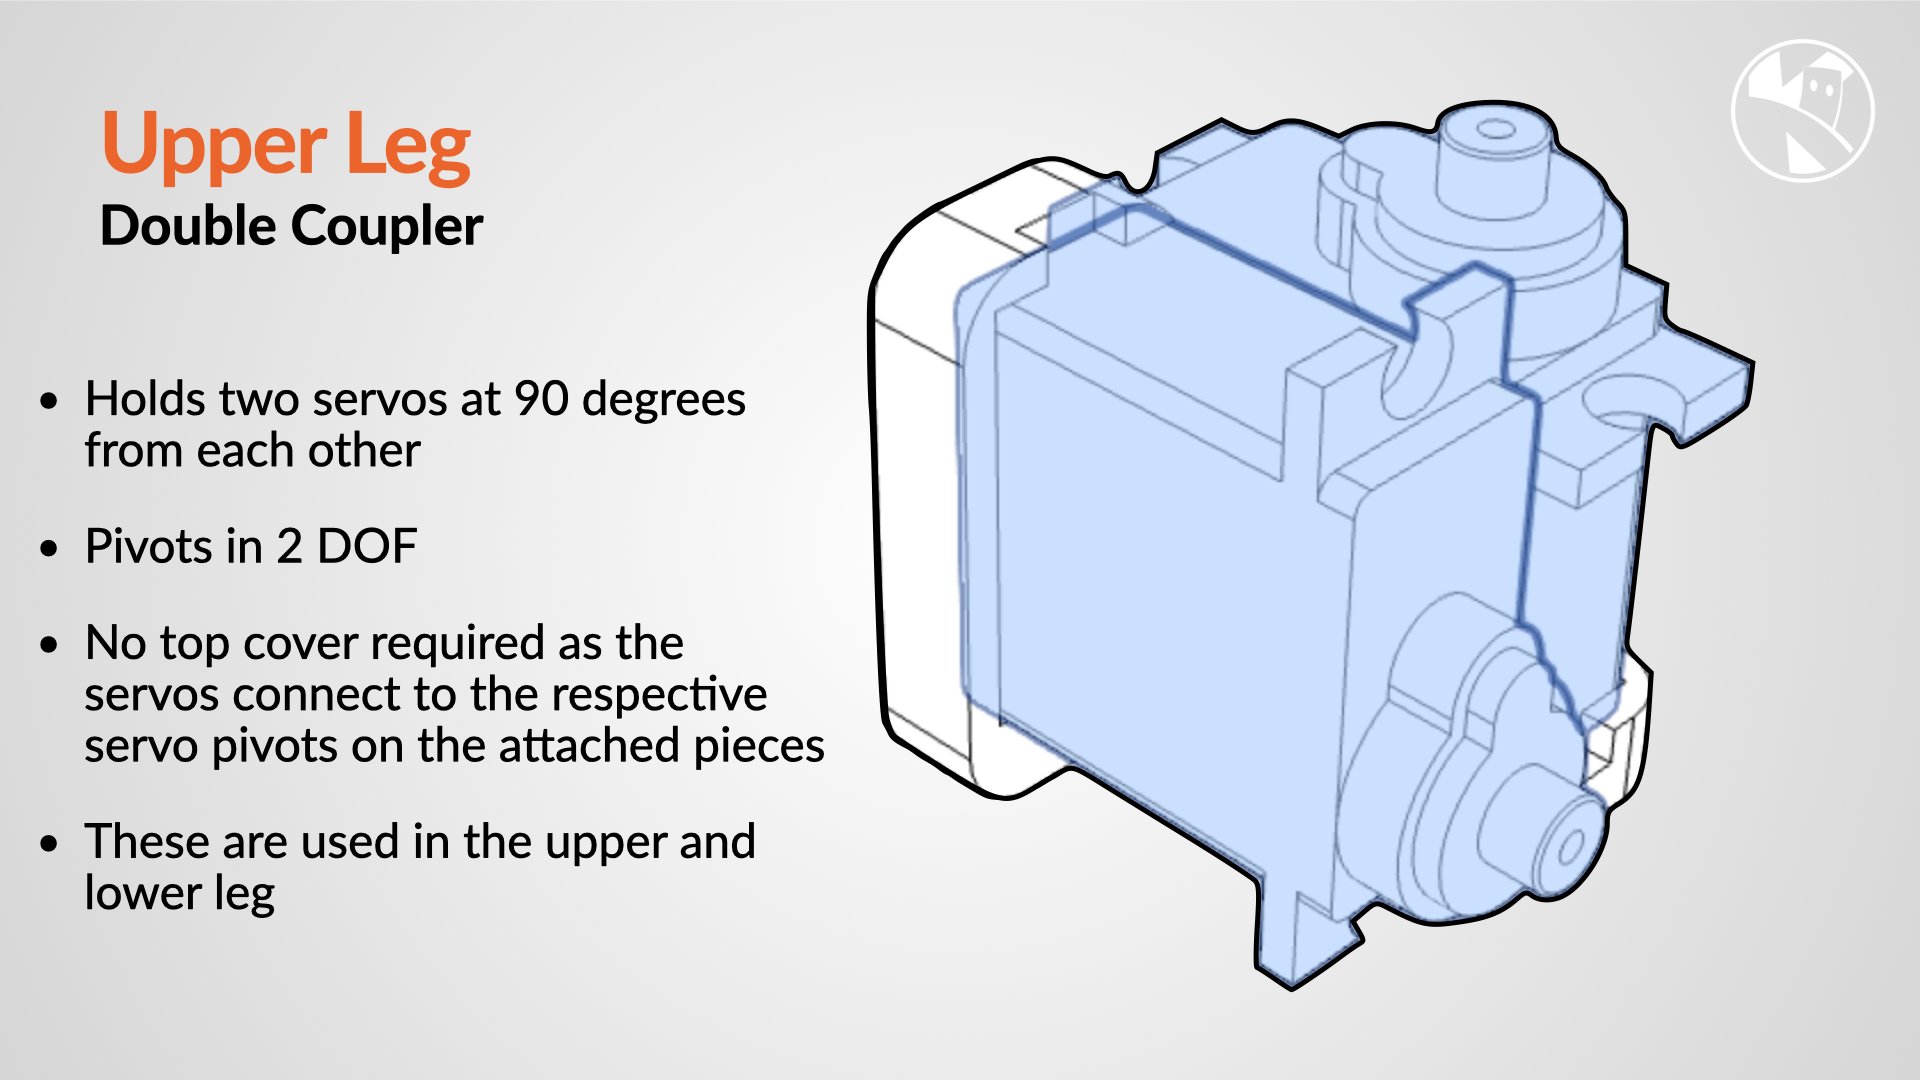 Upper Leg
Double Coupler
• Holds two servos at 90 degrees
from each other
• Pivots in 2 DOF
• No top cover required as the
servos connect to the respective
servo pivots on the attached pieces
• These are used in the upper and
lower leg